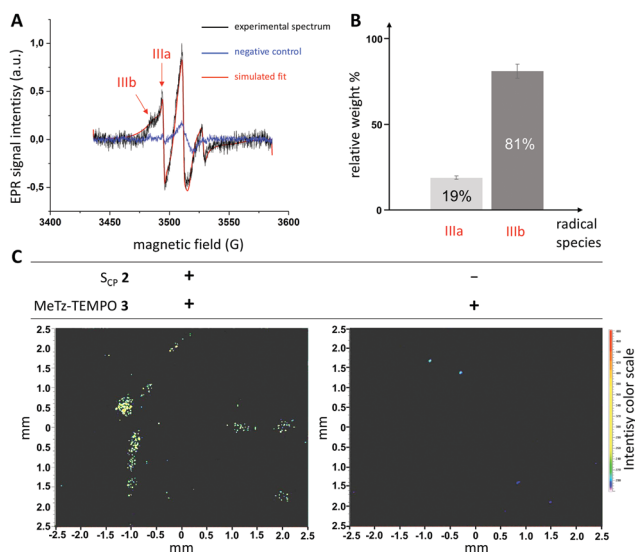 A
1,0
0,5
0,0
-0,5
EPR signal intentisy (a.u.)
3400 3450 3500 3550 3600
magnetic field (G)
experimental spectrum
negative control
simulated fit
IIIa
IIIb
B
100
50
0
relative weight %
19%
81%
IIIa IIIb
radical
species
C
S_CP 2 + –
MeTz-TEMPO 3 + +
2.5
2.0
1.5
1.0
0.5
0
0.5
1.0
1.5
2.0
2.5
mm
2.5 2.0 1.5 1.0 0.5 0 0.5 1.0 1.5 2.0 2.5
mm
2.5
2.0
1.5
1.0
0.5
0
0.5
1.0
1.5
2.0
2.5
mm
2.5 2.0 1.5 1.0 0.5 0 0.5 1.0 1.5 2.0 2.5
mm
Intentisy color scale